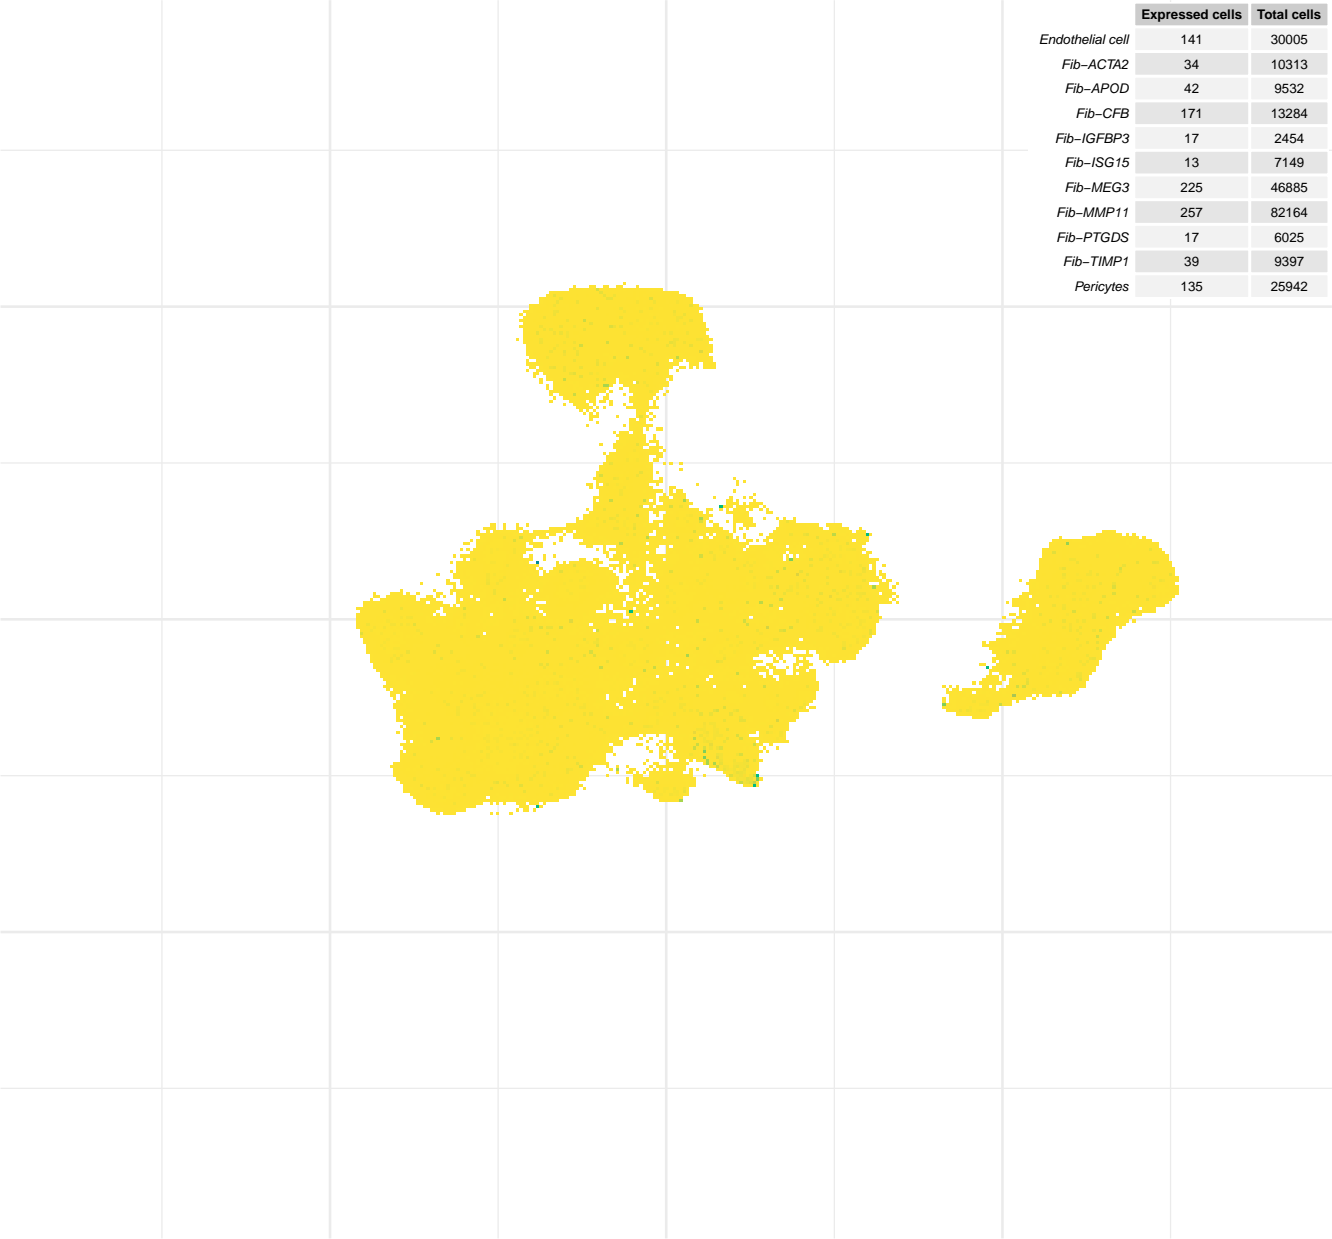 Expressed cells Total cells
Endothelial cell 141 30005
Fib−ACTA2 34 10313
Fib−APOD 42 9532
Fib−CFB 171 13284
Fib−IGFBP3 17 2454
Fib−ISG15 13 7149
Fib−MEG3 225 46885
Fib−MMP11 257 82164
Fib−PTGDS 17 6025
Fib−TIMP1 39 9397
Pericytes 135 25942